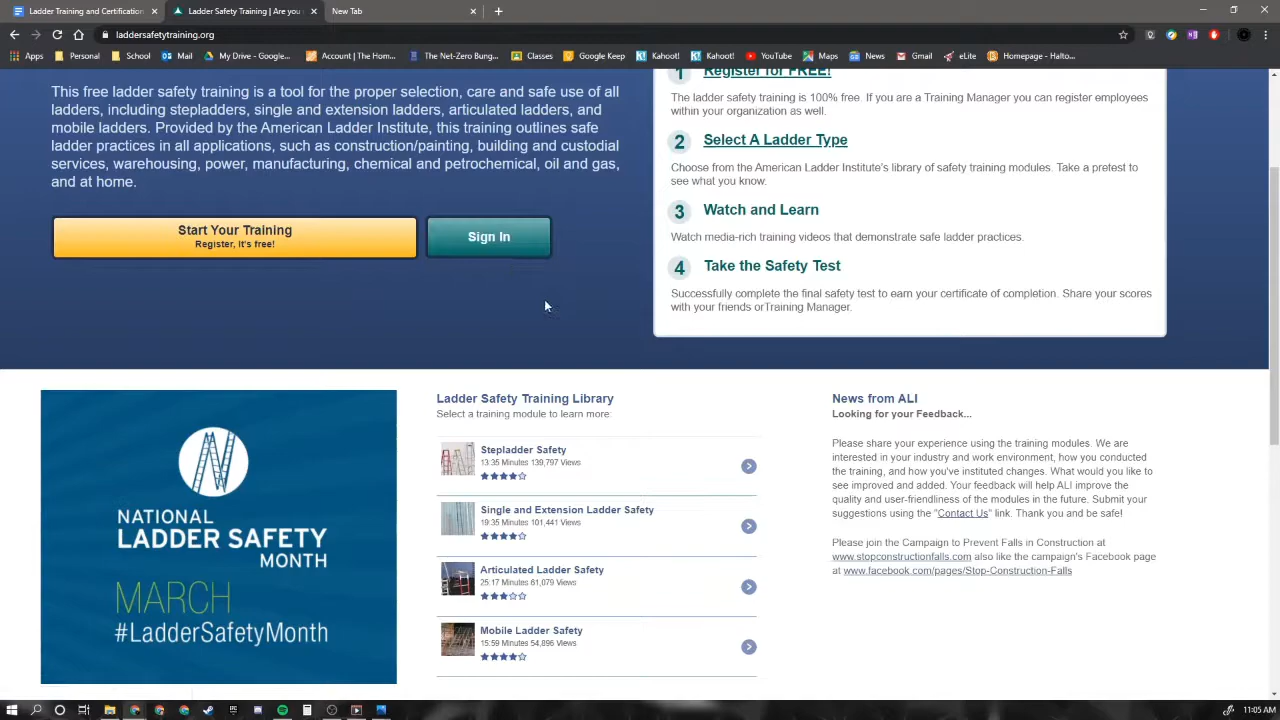 Ladder Training and Certification
Ladder Safety Training | Are you
New Tab
laddersafetytraining.org
Apps Personal School Mail My Drive – Google... Account | Home... The Net-Zero Bung... Classes Google Keep Kahoot! Kahoot! YouTube Maps News Gmail eLite Homepage - Halto...
This free ladder safety training is a tool for the proper selection, care and safe use of all
ladders, including stepladders, single and extension ladders, articulated ladders, and
mobile ladders. Provided by the American Ladder Institute, this training outlines safe
ladder practices in all applications, such as construction/painting, building and custodial
services, warehousing, power, manufacturing, chemical and petrochemical, oil and gas,
and at home.
Start Your Training
Register, it's free!
Sign In
1 Register for FREE!
The ladder safety training is 100% free. If you are a Training Manager you can register employees
within your organization as well.
2 Select A Ladder Type
Choose from the American Ladder Institute's library of safety training modules. Take a pretest to
see what you know.
3 Watch and Learn
Watch media-rich training videos that demonstrate safe ladder practices.
4 Take the Safety Test
Successfully complete the final safety test to earn your certificate of completion. Share your scores
with your friends orTraining Manager.
NATIONAL
LADDER SAFETY
MONTH
MARCH
#LadderSafetyMonth
Ladder Safety Training Library
Select a training module to learn more:
Stepladder Safety
13:35 Minutes 139,797 Views
Single and Extension Ladder Safety
19:35 Minutes 101,441 Views
Articulated Ladder Safety
25:17 Minutes 61,079 Views
Mobile Ladder Safety
15:59 Minutes 54,896 Views
News from ALI
Looking for your Feedback...
Please share your experience using the training modules. We are
interested in your industry and work environment, how you conducted
the training, and how you've instituted changes. What would you like to
see improved and added. Your feedback will help ALI improve the
quality and user-friendliness of the modules in the future. Submit your
suggestions using the "Contact Us" link. Thank you and be safe!
Please join the Campaign to Prevent Falls in Construction at
www.stopconstructionfalls.com also like the campaign's Facebook page
at www.facebook.com/pages/Stop-Construction-Falls
11:05 AM